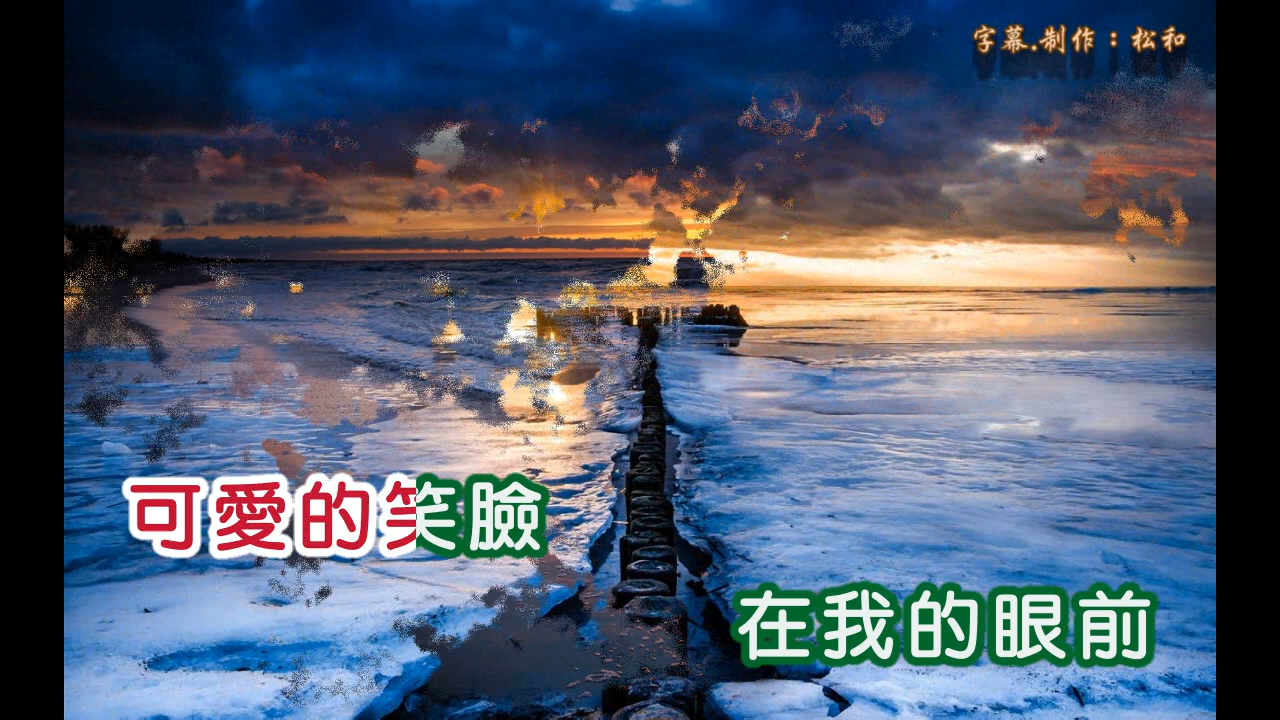 字幕.制作：松和
可愛的笑臉
在我的眼前